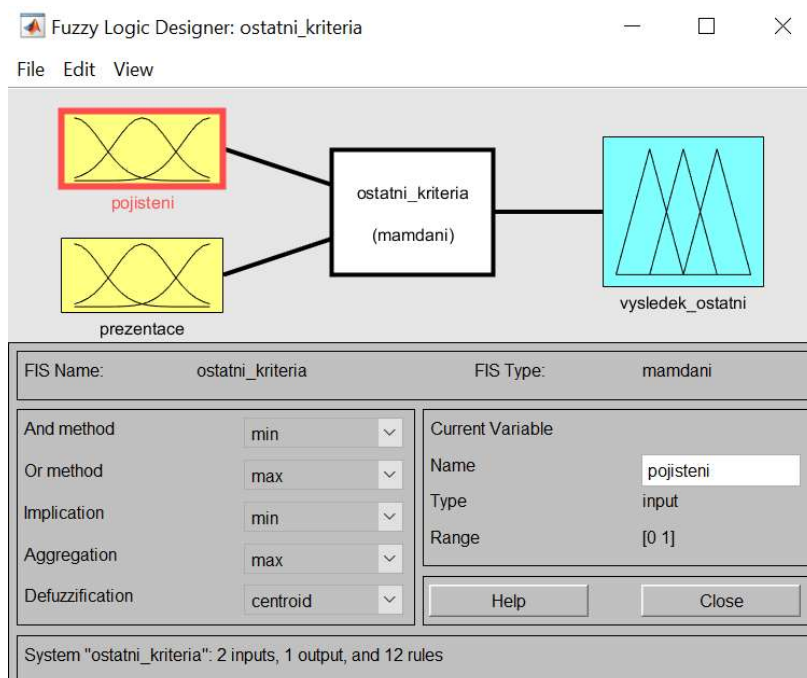 Fuzzy Logic Designer: ostatni_kriteria
File Edit View
pojisteni
prezentace
ostatni_kriteria
(mamdani)
vysledek_ostatni
FIS Name: ostatni_kriteria FIS Type: mamdani
And method min
Or method max
Implication min
Aggregation max
Defuzzification centroid
Current Variable
Name pojisteni
Type input
Range [0 1]
Help Close
System "ostatni_kriteria": 2 inputs, 1 output, and 12 rules